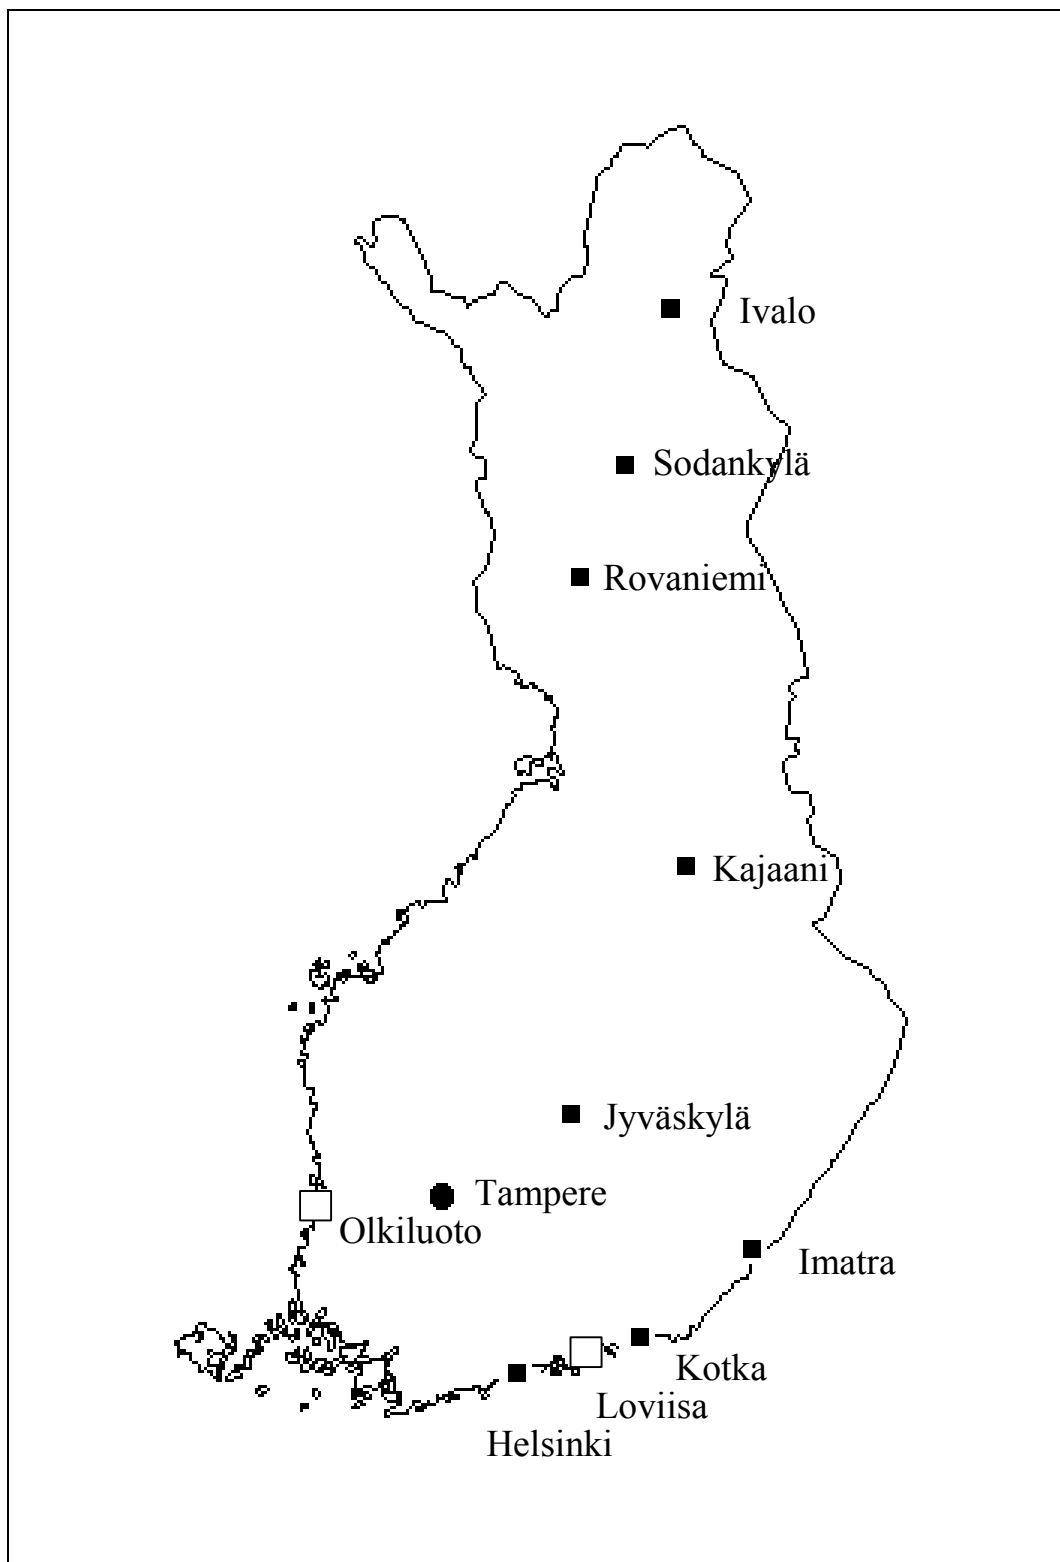 Ivalo
Sodankylä
Rovaniemi
Kajaani
Jyväskylä
Tampere
Olkiluoto
Imatra
Kotka
Loviisa
Helsinki